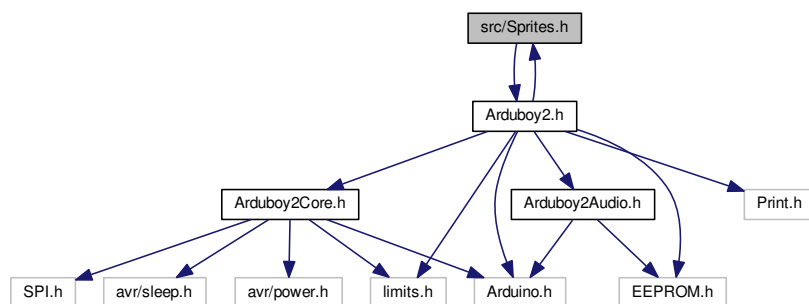 src/Sprites.h
Arduboy2.h
Arduboy2Core.h
Arduboy2Audio.h
Print.h
SPI.h
avr/sleep.h
avr/power.h
limits.h
Arduino.h
EEPROM.h